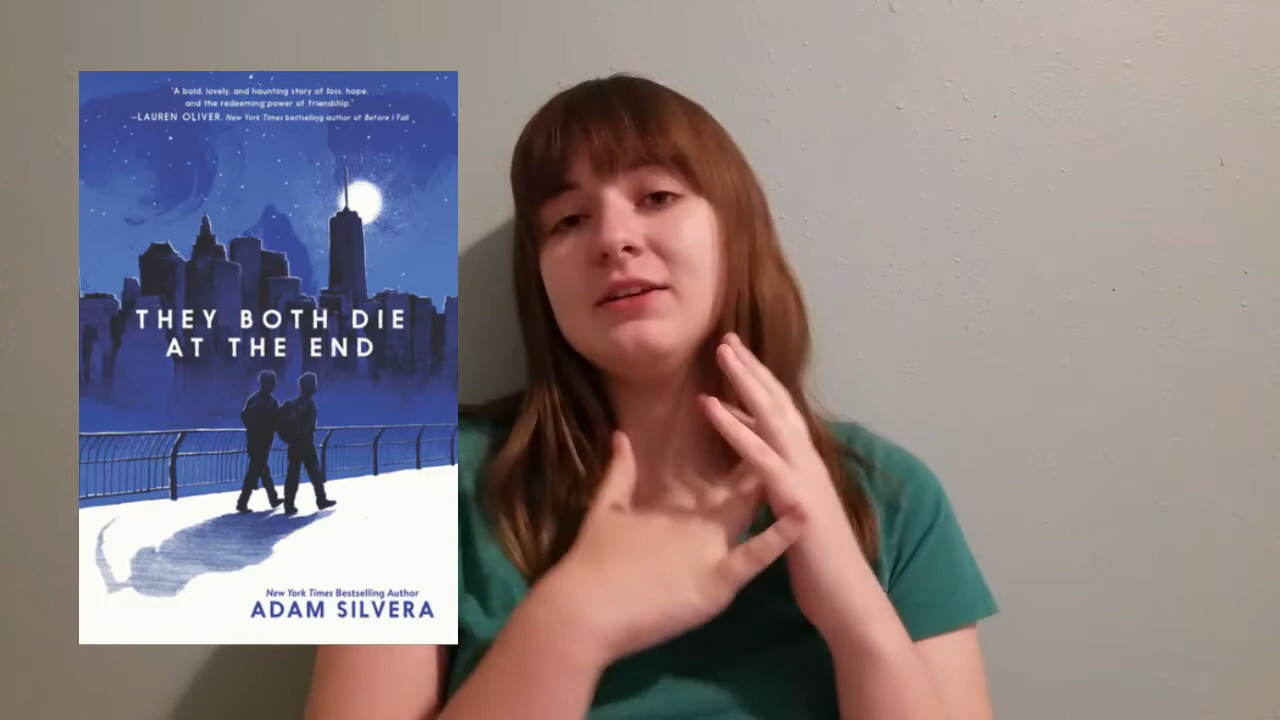 "A bold, lovely, and haunting story of loss, hope,
and the redeeming power of friendship."
—LAUREN OLIVER, New York Times bestselling author of Before I Fall
THEY BOTH DIE
AT THE END
New York Times Bestselling Author
ADAM SILVERA